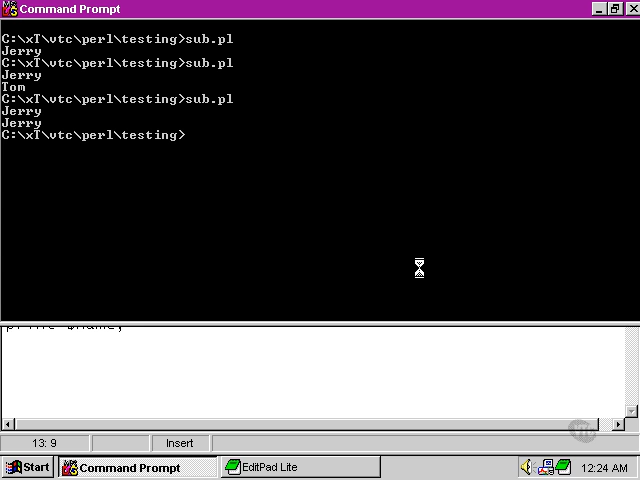 Command Prompt
C:\xT\vtc\perl\testing>sub.pl
Jerry
C:\xT\vtc\perl\testing>sub.pl
Jerry
Tom
C:\xT\vtc\perl\testing>sub.pl
Jerry
Jerry
C:\xT\vtc\perl\testing>
print $name;
13: 9 Insert
Start Command Prompt EditPad Lite 12:24 AM